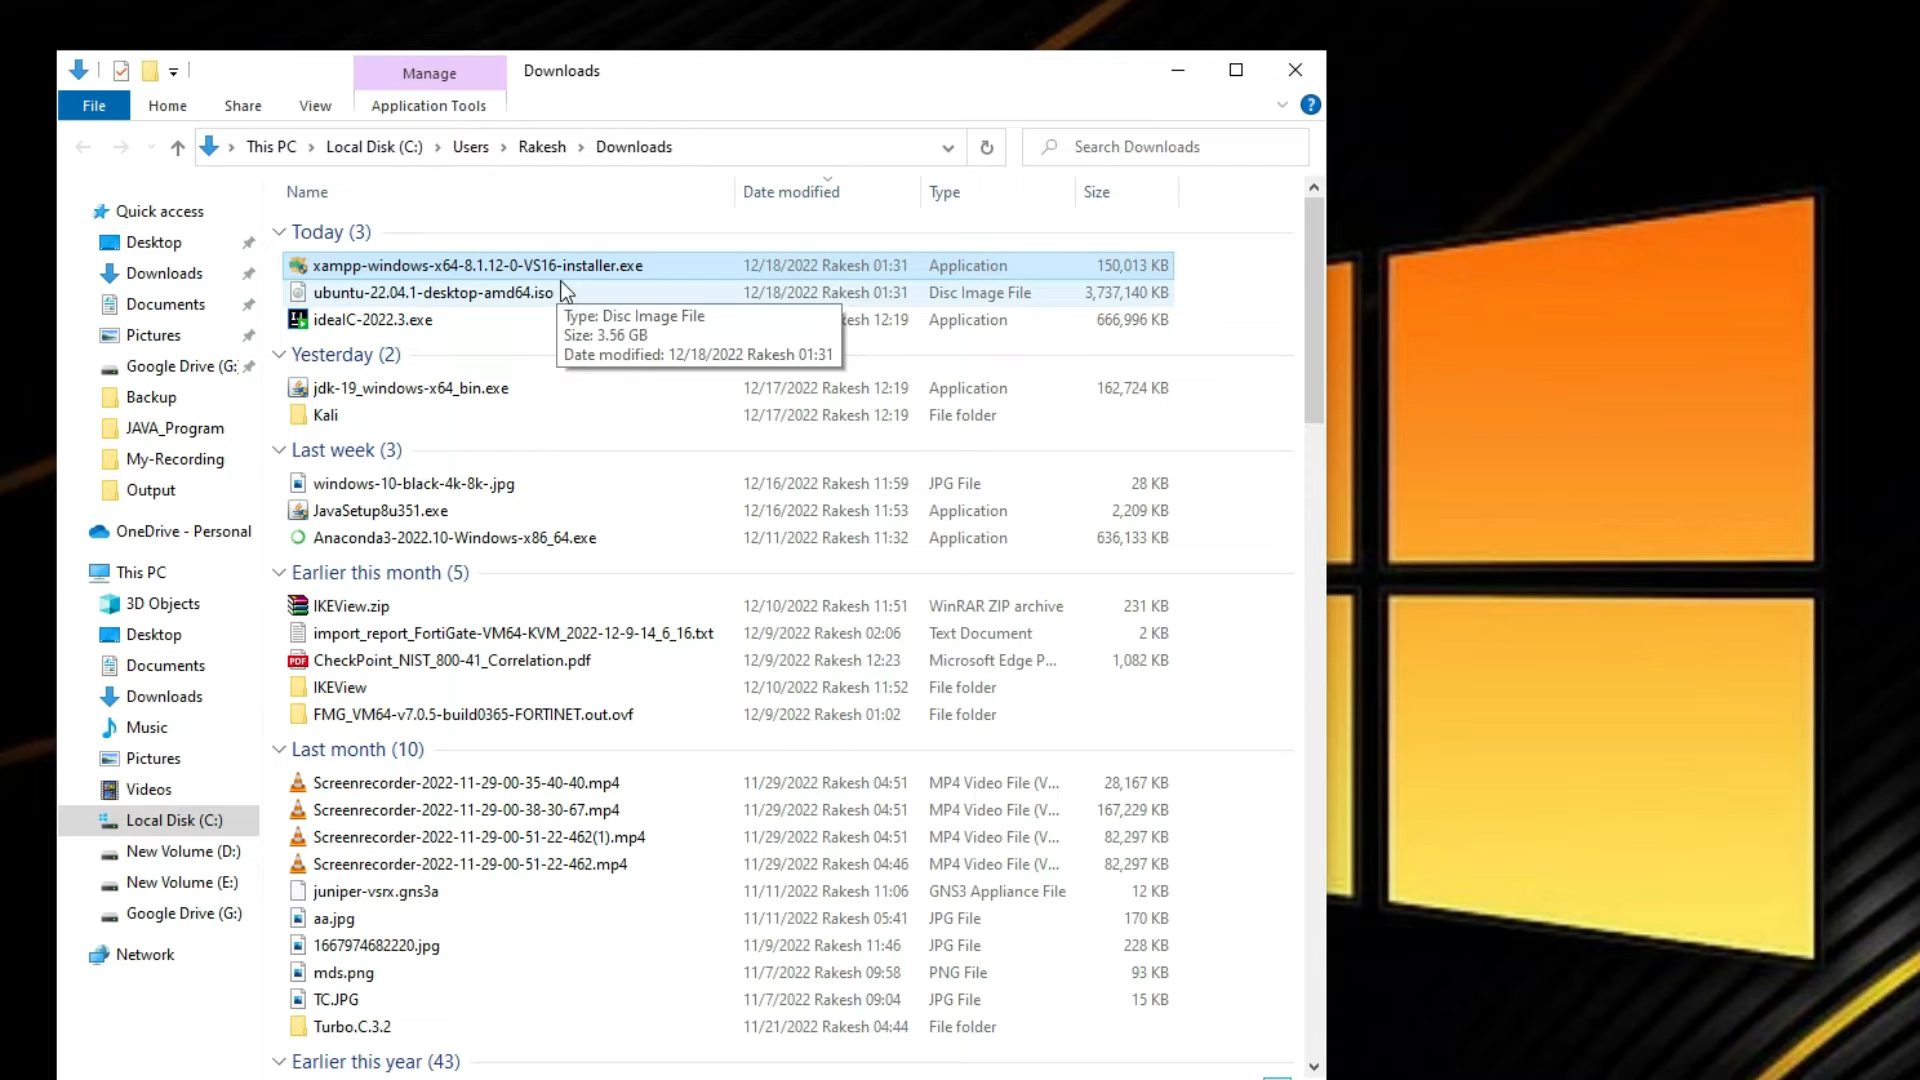 Manage
Downloads
File
Home
Share
View
Application Tools
?
This PC
Local Disk (C:)
Users
Rakesh
Downloads
Search Downloads
Name
Date modified
Type
Size
Quick access
Desktop
Downloads
Documents
Pictures
Google Drive (G:
Backup
JAVA_Program
My-Recording
Output
OneDrive - Personal
This PC
3D Objects
Desktop
Documents
Downloads
Music
Pictures
Videos
Local Disk (C:)
New Volume (D:)
New Volume (E:)
Google Drive (G:)
Network
Today (3)
xampp-windows-x64-8.1.12-0-VS16-installer.exe 12/18/2022 Rakesh 01:31 Application 150,013 KB
ubuntu-22.04.1-desktop-amd64.iso 12/18/2022 Rakesh 01:31 Disc Image File 3,737,140 KB
idealC-2022.3.exe kesh 12:19 Application 666,996 KB
Type: Disc Image File
Size: 3.56 GB
Date modified: 12/18/2022 Rakesh 01:31
Yesterday (2)
jdk-19_windows-x64_bin.exe 12/17/2022 Rakesh 12:19 Application 162,724 KB
Kali 12/17/2022 Rakesh 12:19 File folder
Last week (3)
windows-10-black-4k-8k-.jpg 12/16/2022 Rakesh 11:59 JPG File 28 KB
JavaSetup8u351.exe 12/16/2022 Rakesh 11:53 Application 2,209 KB
Anaconda3-2022.10-Windows-x86_64.exe 12/11/2022 Rakesh 11:32 Application 636,133 KB
Earlier this month (5)
IKEView.zip 12/10/2022 Rakesh 11:51 WinRAR ZIP archive 231 KB
import_report_FortiGate-VM64-KVM_2022-12-9-14_6_16.txt 12/9/2022 Rakesh 02:06 Text Document 2 KB
CheckPoint_NIST_800-41_Correlation.pdf 12/9/2022 Rakesh 12:23 Microsoft Edge P... 1,082 KB
IKEView 12/10/2022 Rakesh 11:52 File folder
FMG_VM64-v7.0.5-build0365-FORTINET.out.ovf 12/9/2022 Rakesh 01:02 File folder
Last month (10)
Screenrecorder-2022-11-29-00-35-40-40.mp4 11/29/2022 Rakesh 04:51 MP4 Video File (V... 28,167 KB
Screenrecorder-2022-11-29-00-38-30-67.mp4 11/29/2022 Rakesh 04:51 MP4 Video File (V... 167,229 KB
Screenrecorder-2022-11-29-00-51-22-462(1).mp4 11/29/2022 Rakesh 04:51 MP4 Video File (V... 82,297 KB
Screenrecorder-2022-11-29-00-51-22-462.mp4 11/29/2022 Rakesh 04:46 MP4 Video File (V... 82,297 KB
juniper-vsrx.gns3a 11/11/2022 Rakesh 11:06 GNS3 Appliance File 12 KB
aa.jpg 11/11/2022 Rakesh 05:41 JPG File 170 KB
1667974682220.jpg 11/9/2022 Rakesh 11:46 JPG File 228 KB
mds.png 11/7/2022 Rakesh 09:58 PNG File 93 KB
TC.JPG 11/7/2022 Rakesh 09:04 JPG File 15 KB
Turbo.C.3.2 11/21/2022 Rakesh 04:44 File folder
Earlier this year (43)